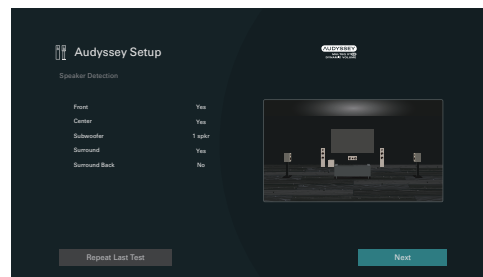 Audyssey Setup
AUDYSSEY
Speaker Detection
Front Yes
Center Yes
Subwoofer 1 spkr
Surround Yes
Surround Back No
Repeat Last Test
Next